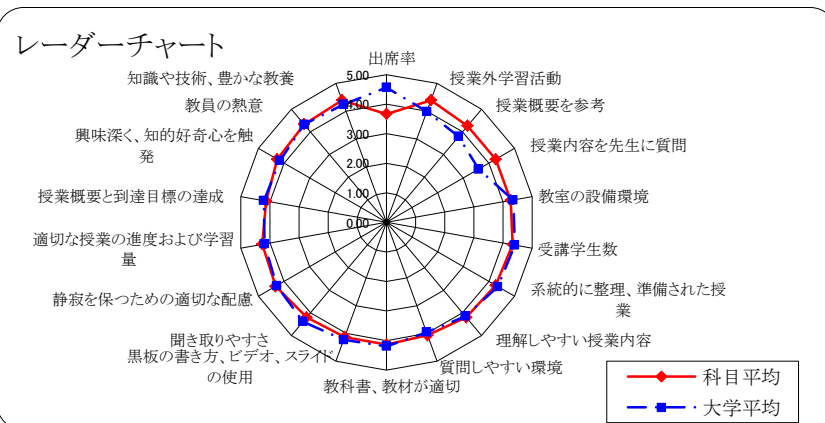 レーダーチャート
出席率
授業外学習活動
授業概要を参考
授業内容を先生に質問
教室の設備環境
受講学生数
系統的に整理、準備された授
業
理解しやすい授業内容
質問しやすい環境
教科書、教材が適切
黒板の書き方、ビデオ、スライド
の使用
聞き取りやすさ
静寂を保つための適切な配慮
適切な授業の進度および学習
量
授業概要と到達目標の達成
興味深く、知的好奇心を触
発
教員の熱意
知識や技術、豊かな教養
5.00
4.00
3.00
2.00
1.00
0.00
科目平均
大学平均